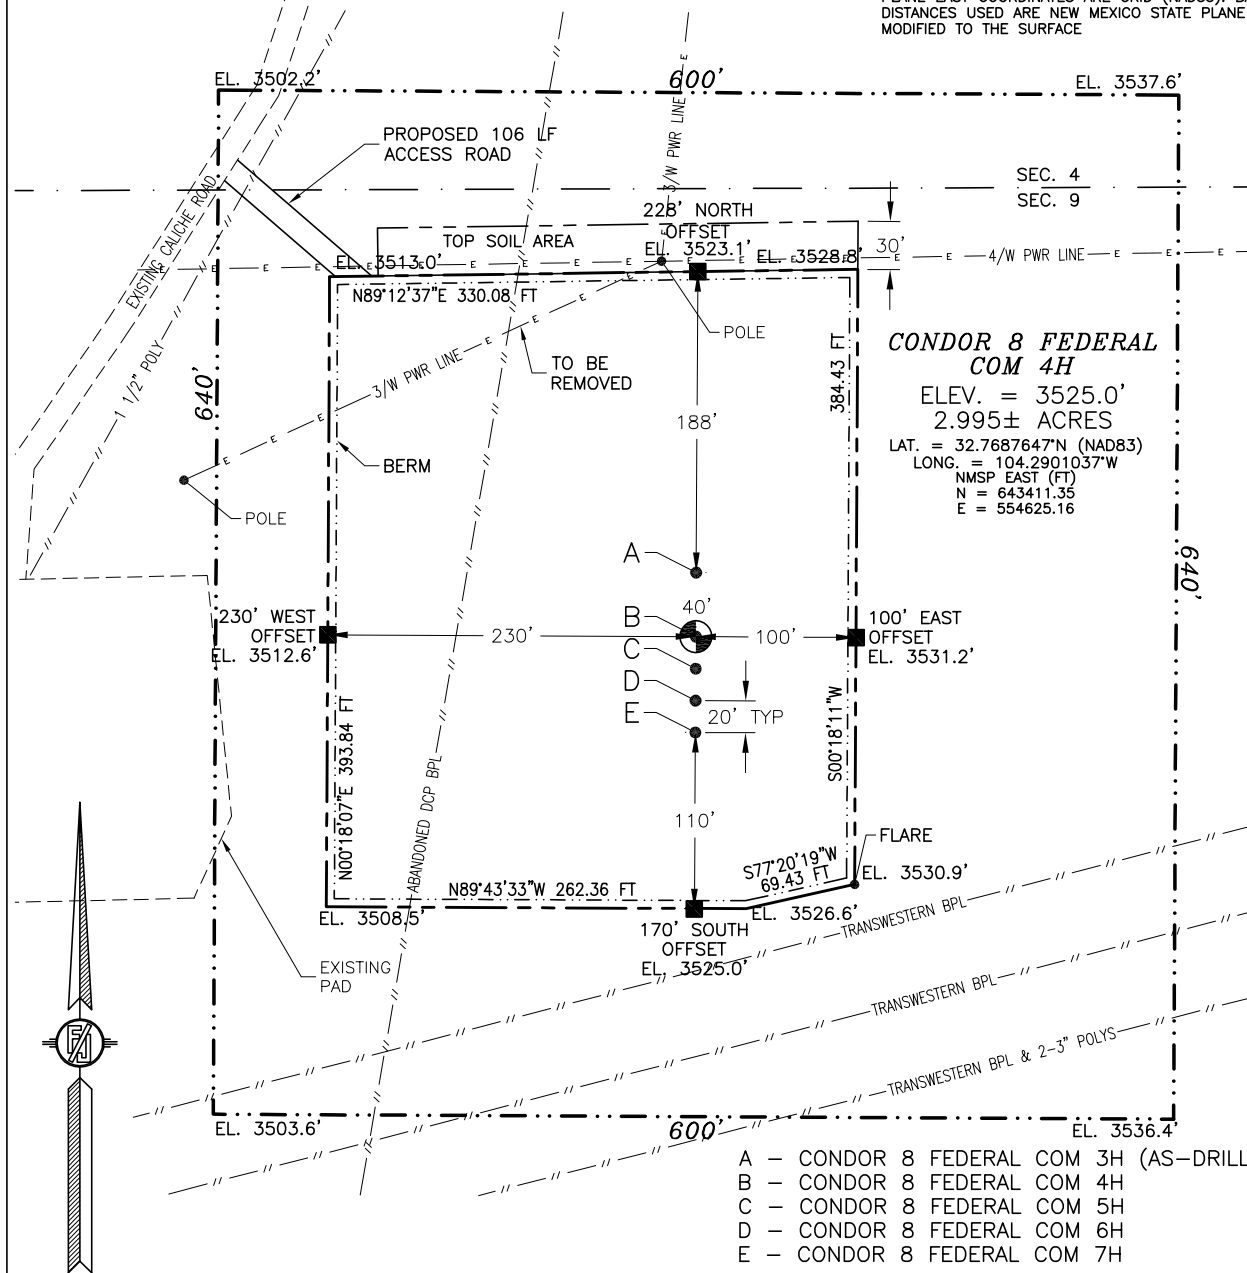 DISTANCES USED ARE NEW MEXICO STATE PLANE
MODIFIED TO THE SURFACE
EL. 3502.2'
600'
EL. 3537.6'
PROPOSED 106 LF
ACCESS ROAD
3/W PWR LINE
E
SEC. 4
SEC. 9
EXISTING CALICHE ROAD
228' NORTH
OFFSET
EL. 3523.1'
TOP SOIL AREA
EL. 3513.0'
EL. 3528.8'
30'
4/W PWR LINE
N89°12'37"E 330.08 FT
POLE
1 1/2" POLY
640'
3/W PWR LINE
TO BE
REMOVED
384.43 FT
CONDOR 8 FEDERAL
COM 4H
ELEV. = 3525.0'
2.995± ACRES
LAT. = 32.7687647°N (NAD83)
LONG. = 104.2901037°W
NMSP EAST (FT)
N = 643411.35
E = 554625.16
188'
BERM
POLE
A
640'
230' WEST
OFFSET
EL. 3512.6'
230'
B
40'
100'
100' EAST
OFFSET
EL. 3531.2'
C
D
E
20' TYP
S00°18'11"W
N00°18'07"E 393.84 FT
ABANDONED DCP BPL
110'
FLARE
S77°20'19"W
69.43 FT
EL. 3530.9'
N89°43'33"W 262.36 FT
EL. 3508.5'
EL. 3526.6'
170' SOUTH
OFFSET
EL. 3525.0'
TRANSWESTERN BPL
EXISTING
PAD
TRANSWESTERN BPL
TRANSWESTERN BPL & 2-3" POLYS
EL. 3503.6'
600'
EL. 3536.4'
A - CONDOR 8 FEDERAL COM 3H (AS-DRILL
B - CONDOR 8 FEDERAL COM 4H
C - CONDOR 8 FEDERAL COM 5H
D - CONDOR 8 FEDERAL COM 6H
E - CONDOR 8 FEDERAL COM 7H